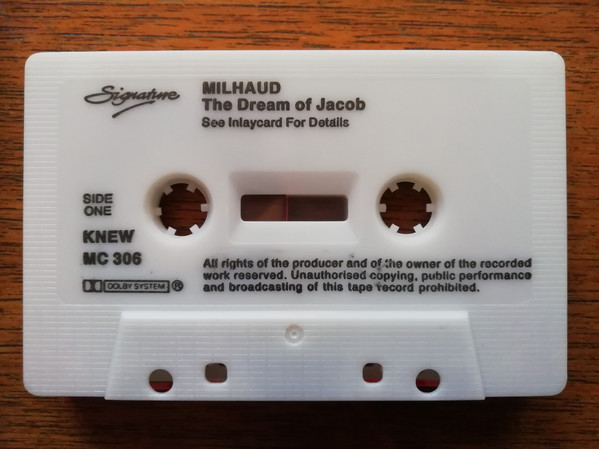 Signature
MILHAUD
The Dream of Jacob
See Inlaycard For Details
SIDE
ONE
KNEW
MC 306
DOLBY SYSTEM ®
All rights of the producer and of the owner of the recorded
work reserved. Unauthorised copying, public performance
and broadcasting of this tape record prohibited.